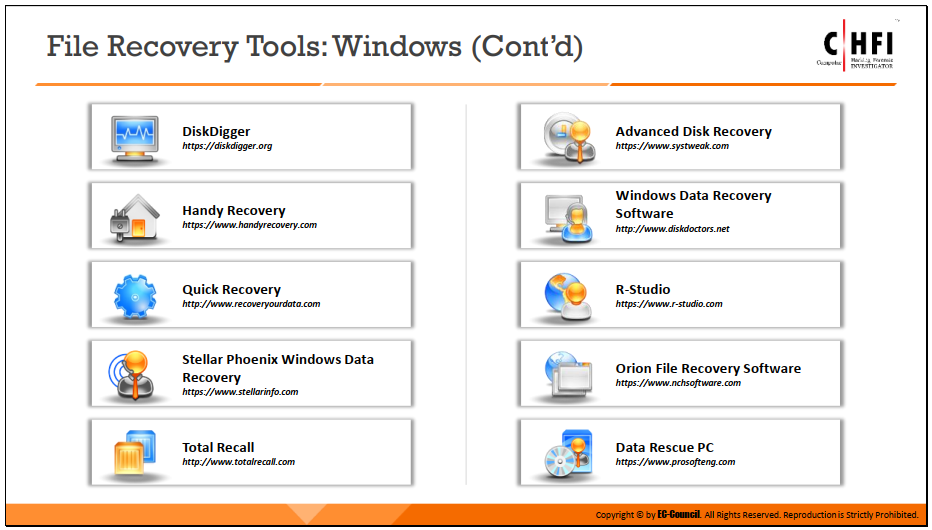 File Recovery Tools: Windows (Cont'd)
CHFI
Computer Hacking Forensic
INVESTIGATOR
DiskDigger
https://diskdigger.org
Handy Recovery
https://www.handyrecovery.com
Quick Recovery
http://www.recoveryourdata.com
Stellar Phoenix Windows Data
Recovery
https://www.stellarinfo.com
Total Recall
http://www.totalrecall.com
Advanced Disk Recovery
https://www.systweak.com
Windows Data Recovery
Software
http://www.diskdoctors.net
R-Studio
https://www.r-studio.com
Orion File Recovery Software
https://www.nchsoftware.com
Data Rescue PC
https://www.prosofteng.com
Copyright © by EC-Council. All Rights Reserved. Reproduction is Strictly Prohibited.